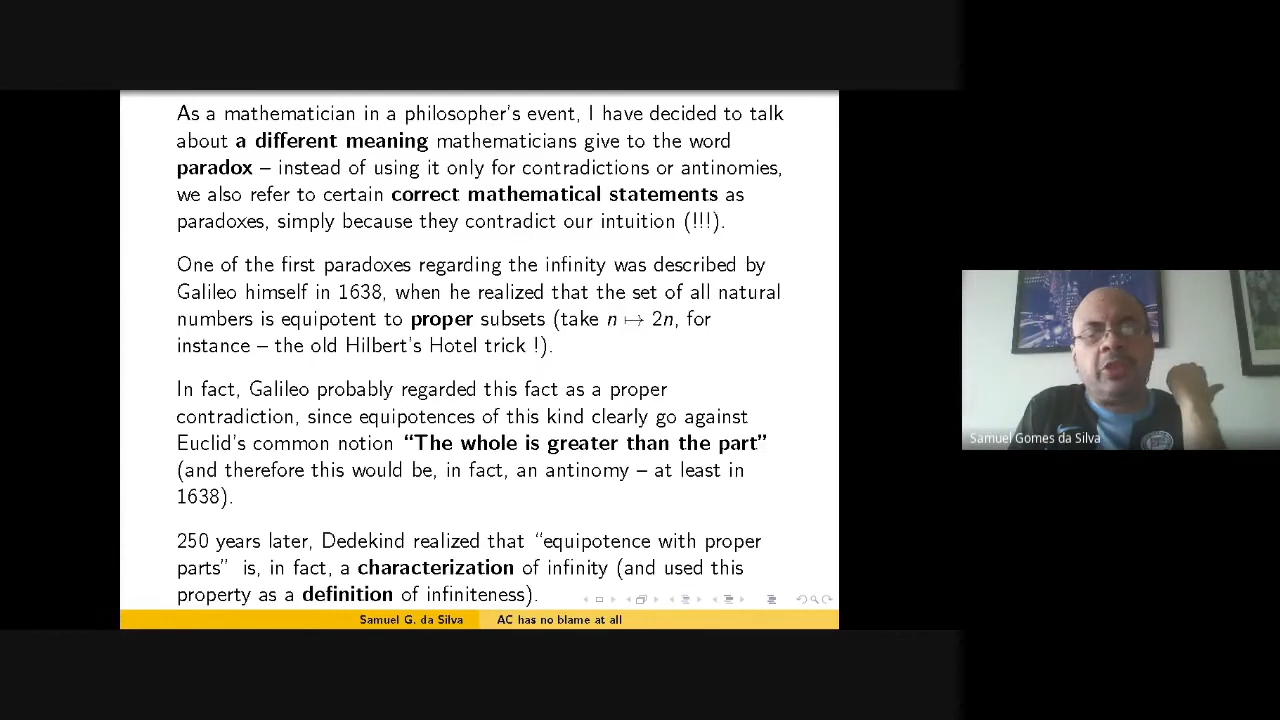 As a mathematician in a philosopher's event, I have decided to talk
about a different meaning mathematicians give to the word
paradox – instead of using it only for contradictions or antinomies,
we also refer to certain correct mathematical statements as
paradoxes, simply because they contradict our intuition (!!!).
One of the first paradoxes regarding the infinity was described by
Galileo himself in 1638, when he realized that the set of all natural
numbers is equipotent to proper subsets (take n ↦ 2n, for
instance – the old Hilbert's Hotel trick !).
In fact, Galileo probably regarded this fact as a proper
contradiction, since equipotences of this kind clearly go against
Euclid's common notion “The whole is greater than the part”
(and therefore this would be, in fact, an antinomy – at least in
1638).
250 years later, Dedekind realized that “equipotence with proper
parts” is, in fact, a characterization of infinity (and used this
property as a definition of infiniteness).
Samuel G. da Silva AC has no blame at all
Samuel Gomes da Silva